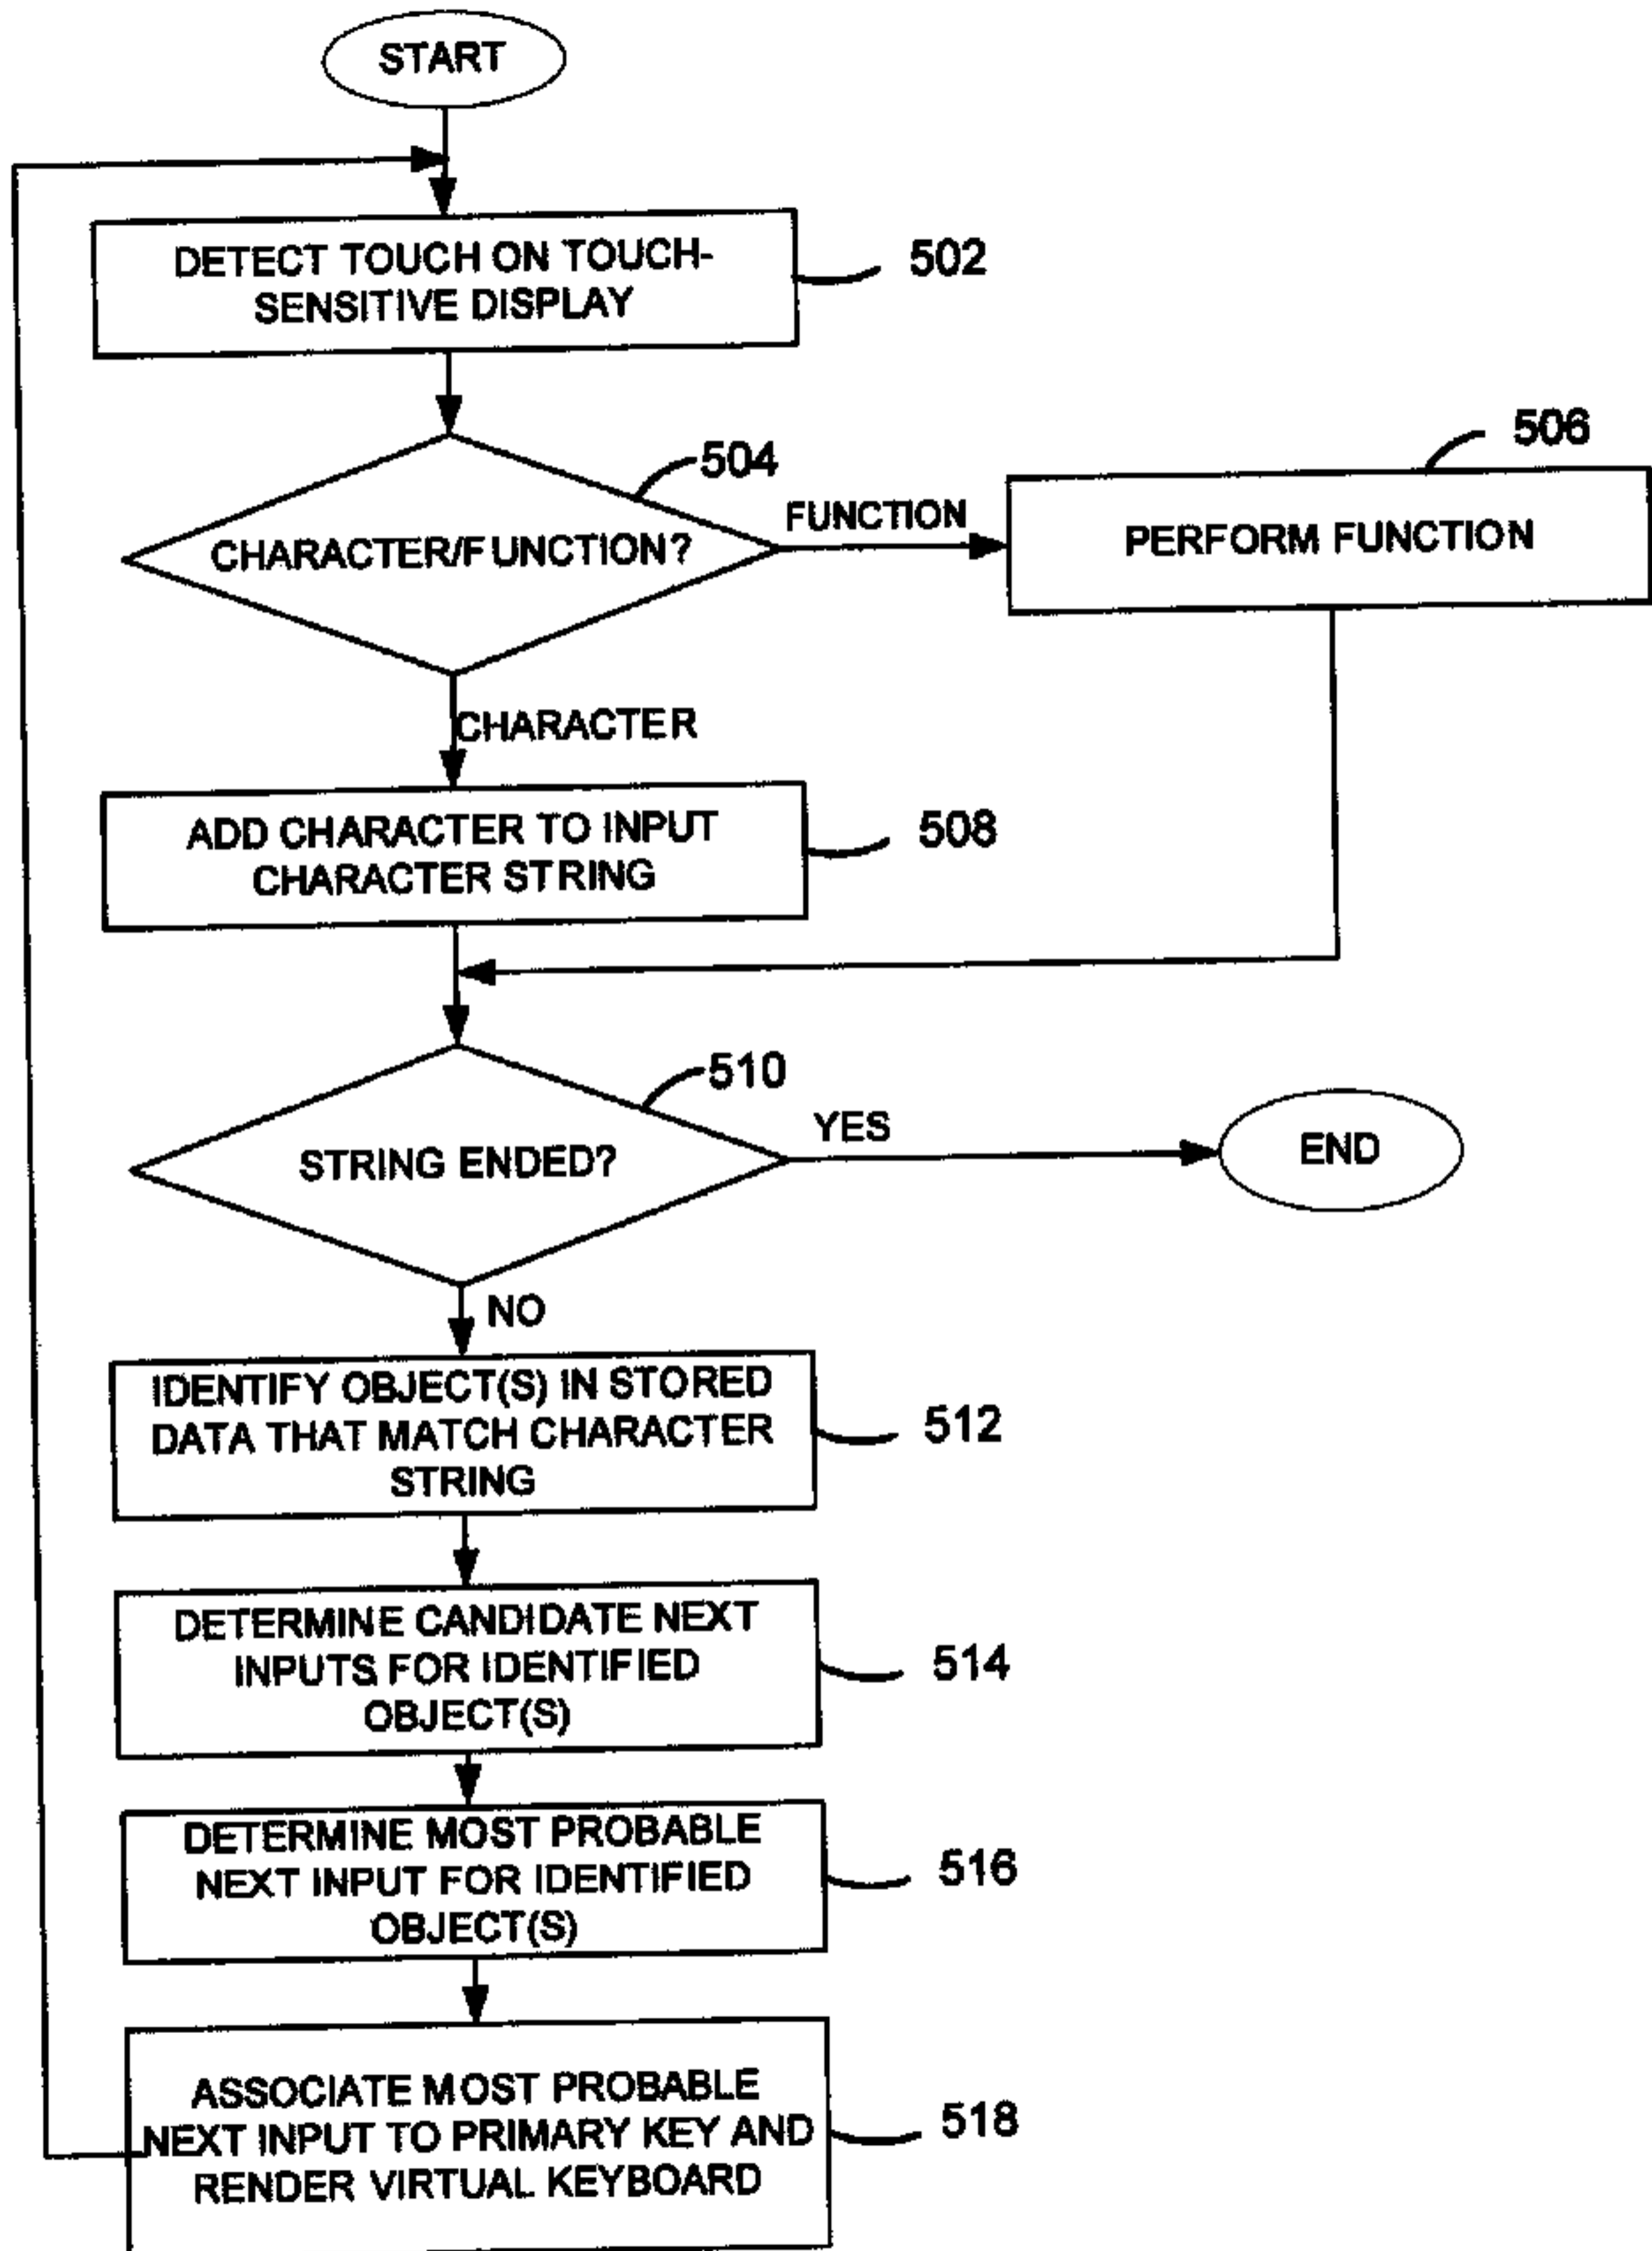 START
DETECT TOUCH ON TOUCH-
SENSITIVE DISPLAY
502
504
CHARACTER/FUNCTION?
FUNCTION
506
PERFORM FUNCTION
CHARACTER
ADD CHARACTER TO INPUT
CHARACTER STRING
508
510
STRING ENDED?
YES
END
NO
IDENTIFY OBJECT(S) IN STORED
DATA THAT MATCH CHARACTER
STRING
512
DETERMINE CANDIDATE NEXT
INPUTS FOR IDENTIFIED
OBJECT(S)
514
DETERMINE MOST PROBABLE
NEXT INPUT FOR IDENTIFIED
OBJECT(S)
516
ASSOCIATE MOST PROBABLE
NEXT INPUT TO PRIMARY KEY AND
RENDER VIRTUAL KEYBOARD
518